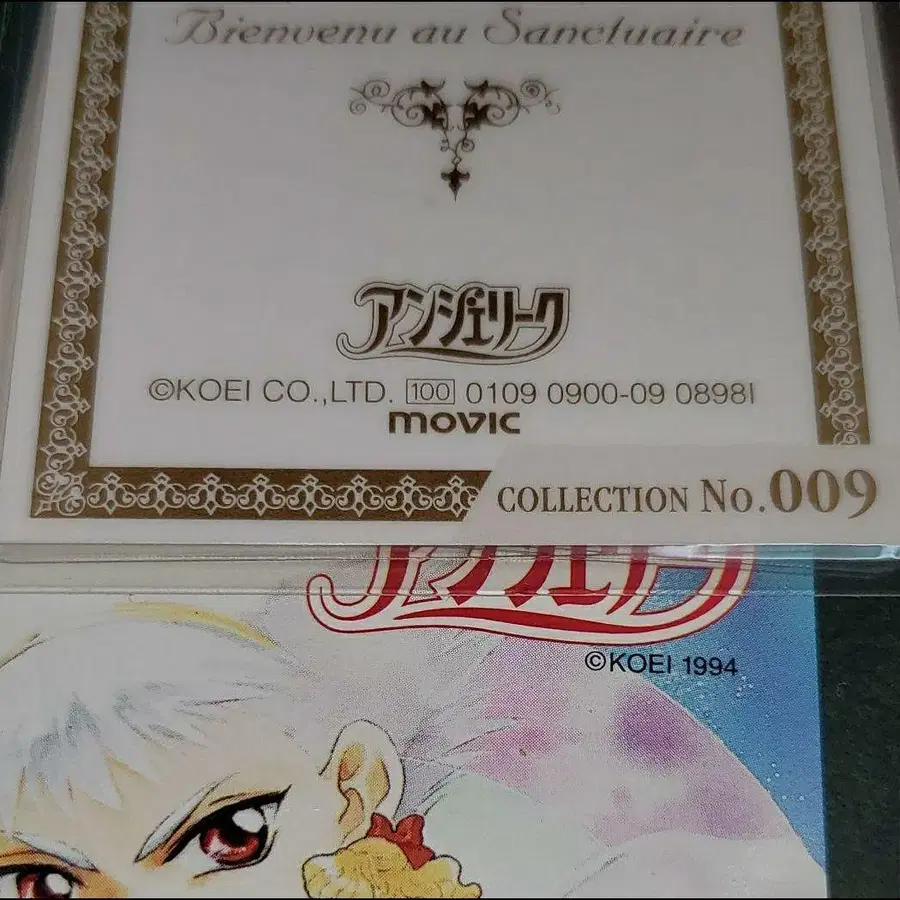 Bienvenu au Sanctuaire
アンジェリーク
©KOEI CO.,LTD. 100 0109 0900-09 08981
movic
COLLECTION No.009
©KOEI 1994